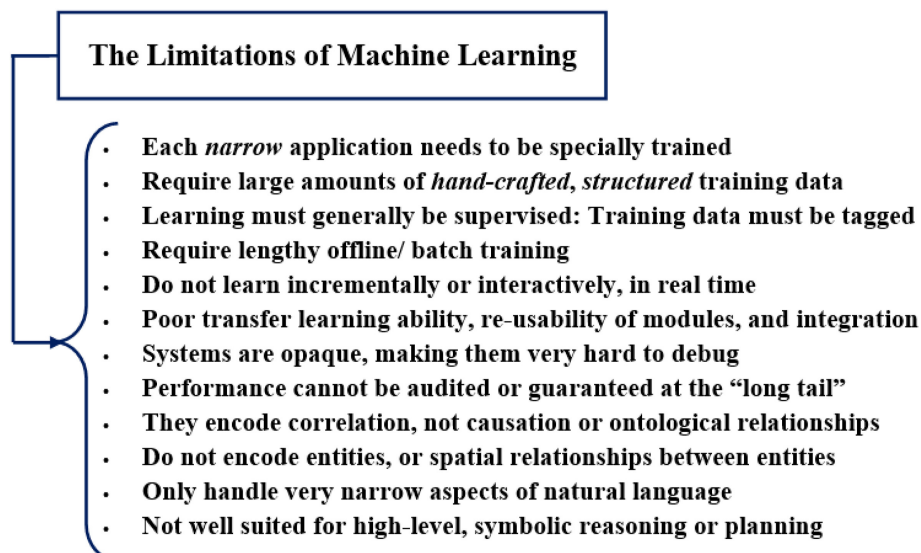 The Limitations of Machine Learning
• Each narrow application needs to be specially trained
• Require large amounts of hand-crafted, structured training data
• Learning must generally be supervised: Training data must be tagged
• Require lengthy offline/ batch training
• Do not learn incrementally or interactively, in real time
• Poor transfer learning ability, re-usability of modules, and integration
• Systems are opaque, making them very hard to debug
• Performance cannot be audited or guaranteed at the “long tail”
• They encode correlation, not causation or ontological relationships
• Do not encode entities, or spatial relationships between entities
• Only handle very narrow aspects of natural language
• Not well suited for high-level, symbolic reasoning or planning